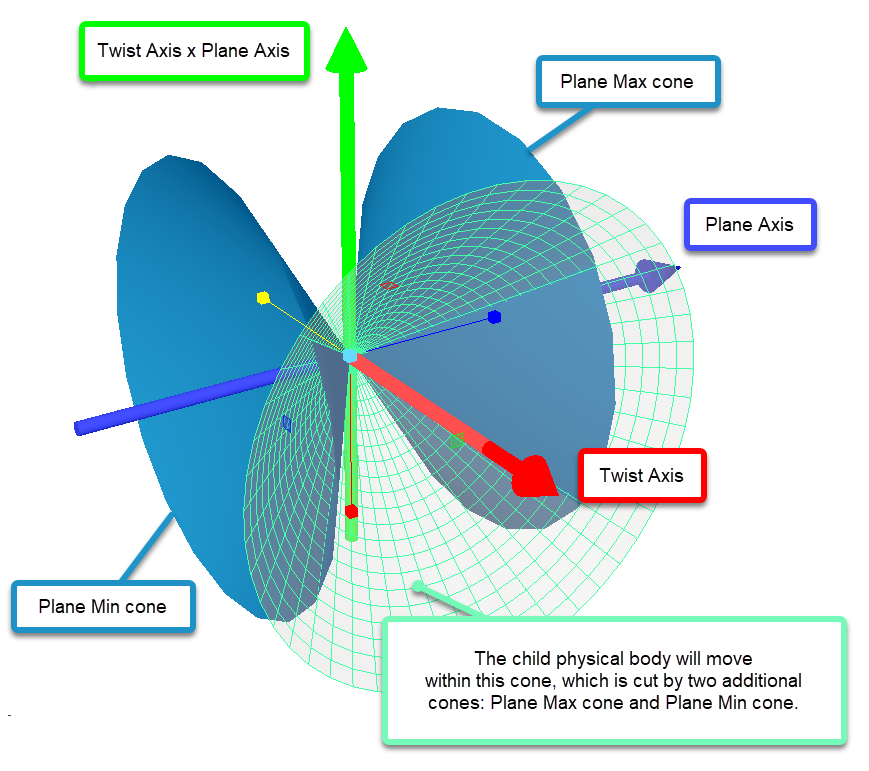 Twist Axis x Plane Axis
Plane Max cone
Plane Axis
Twist Axis
Plane Min cone
The child physical body will move
within this cone, which is cut by two additional
cones: Plane Max cone and Plane Min cone.